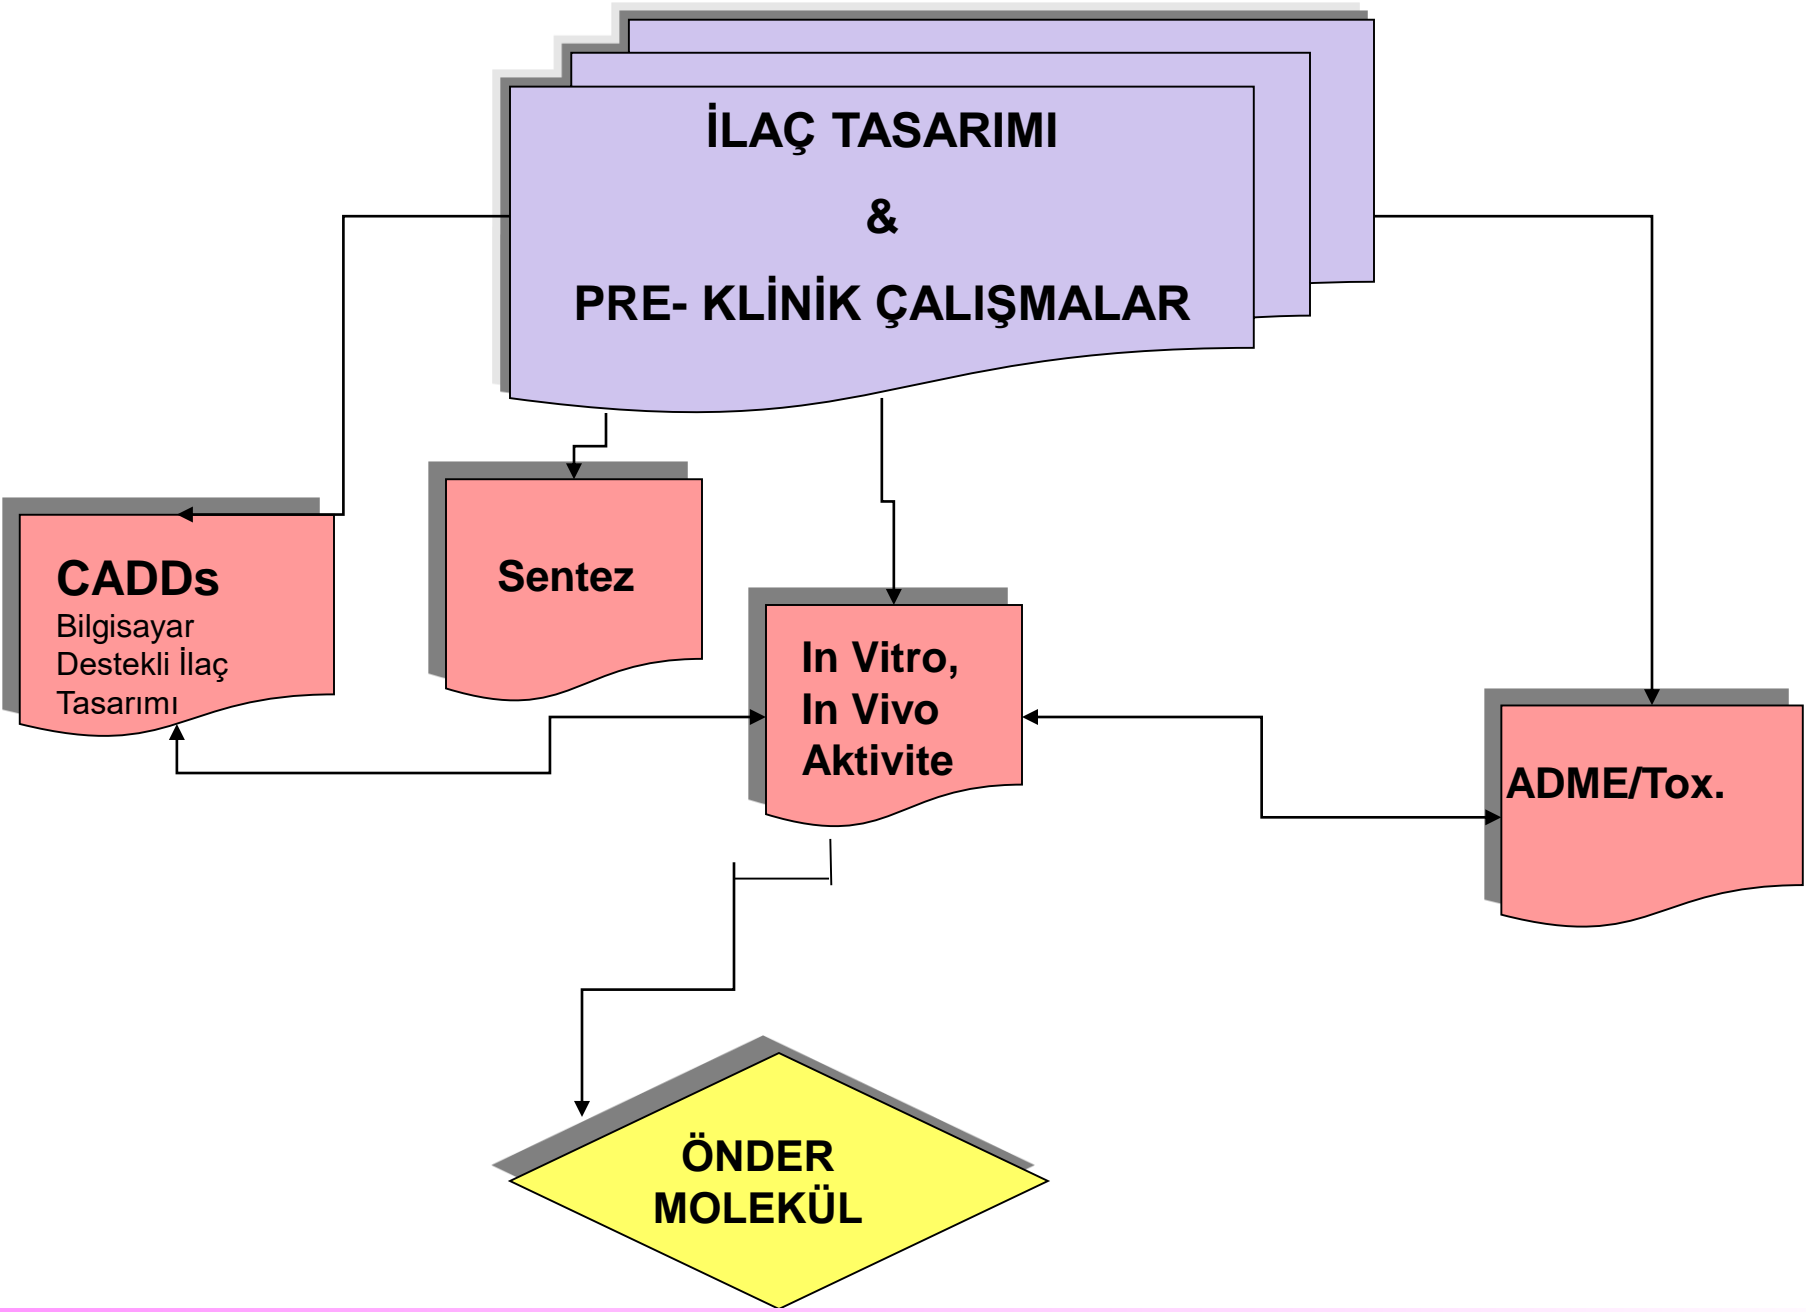 İLAÇ TASARIMI
&
PRE- KLİNİK ÇALIŞMALAR
CADDs
Bilgisayar
Destekli İlaç
Tasarımı
Sentez
In Vitro,
In Vivo
Aktivite
ADME/Tox.
ÖNDER
MOLEKÜL